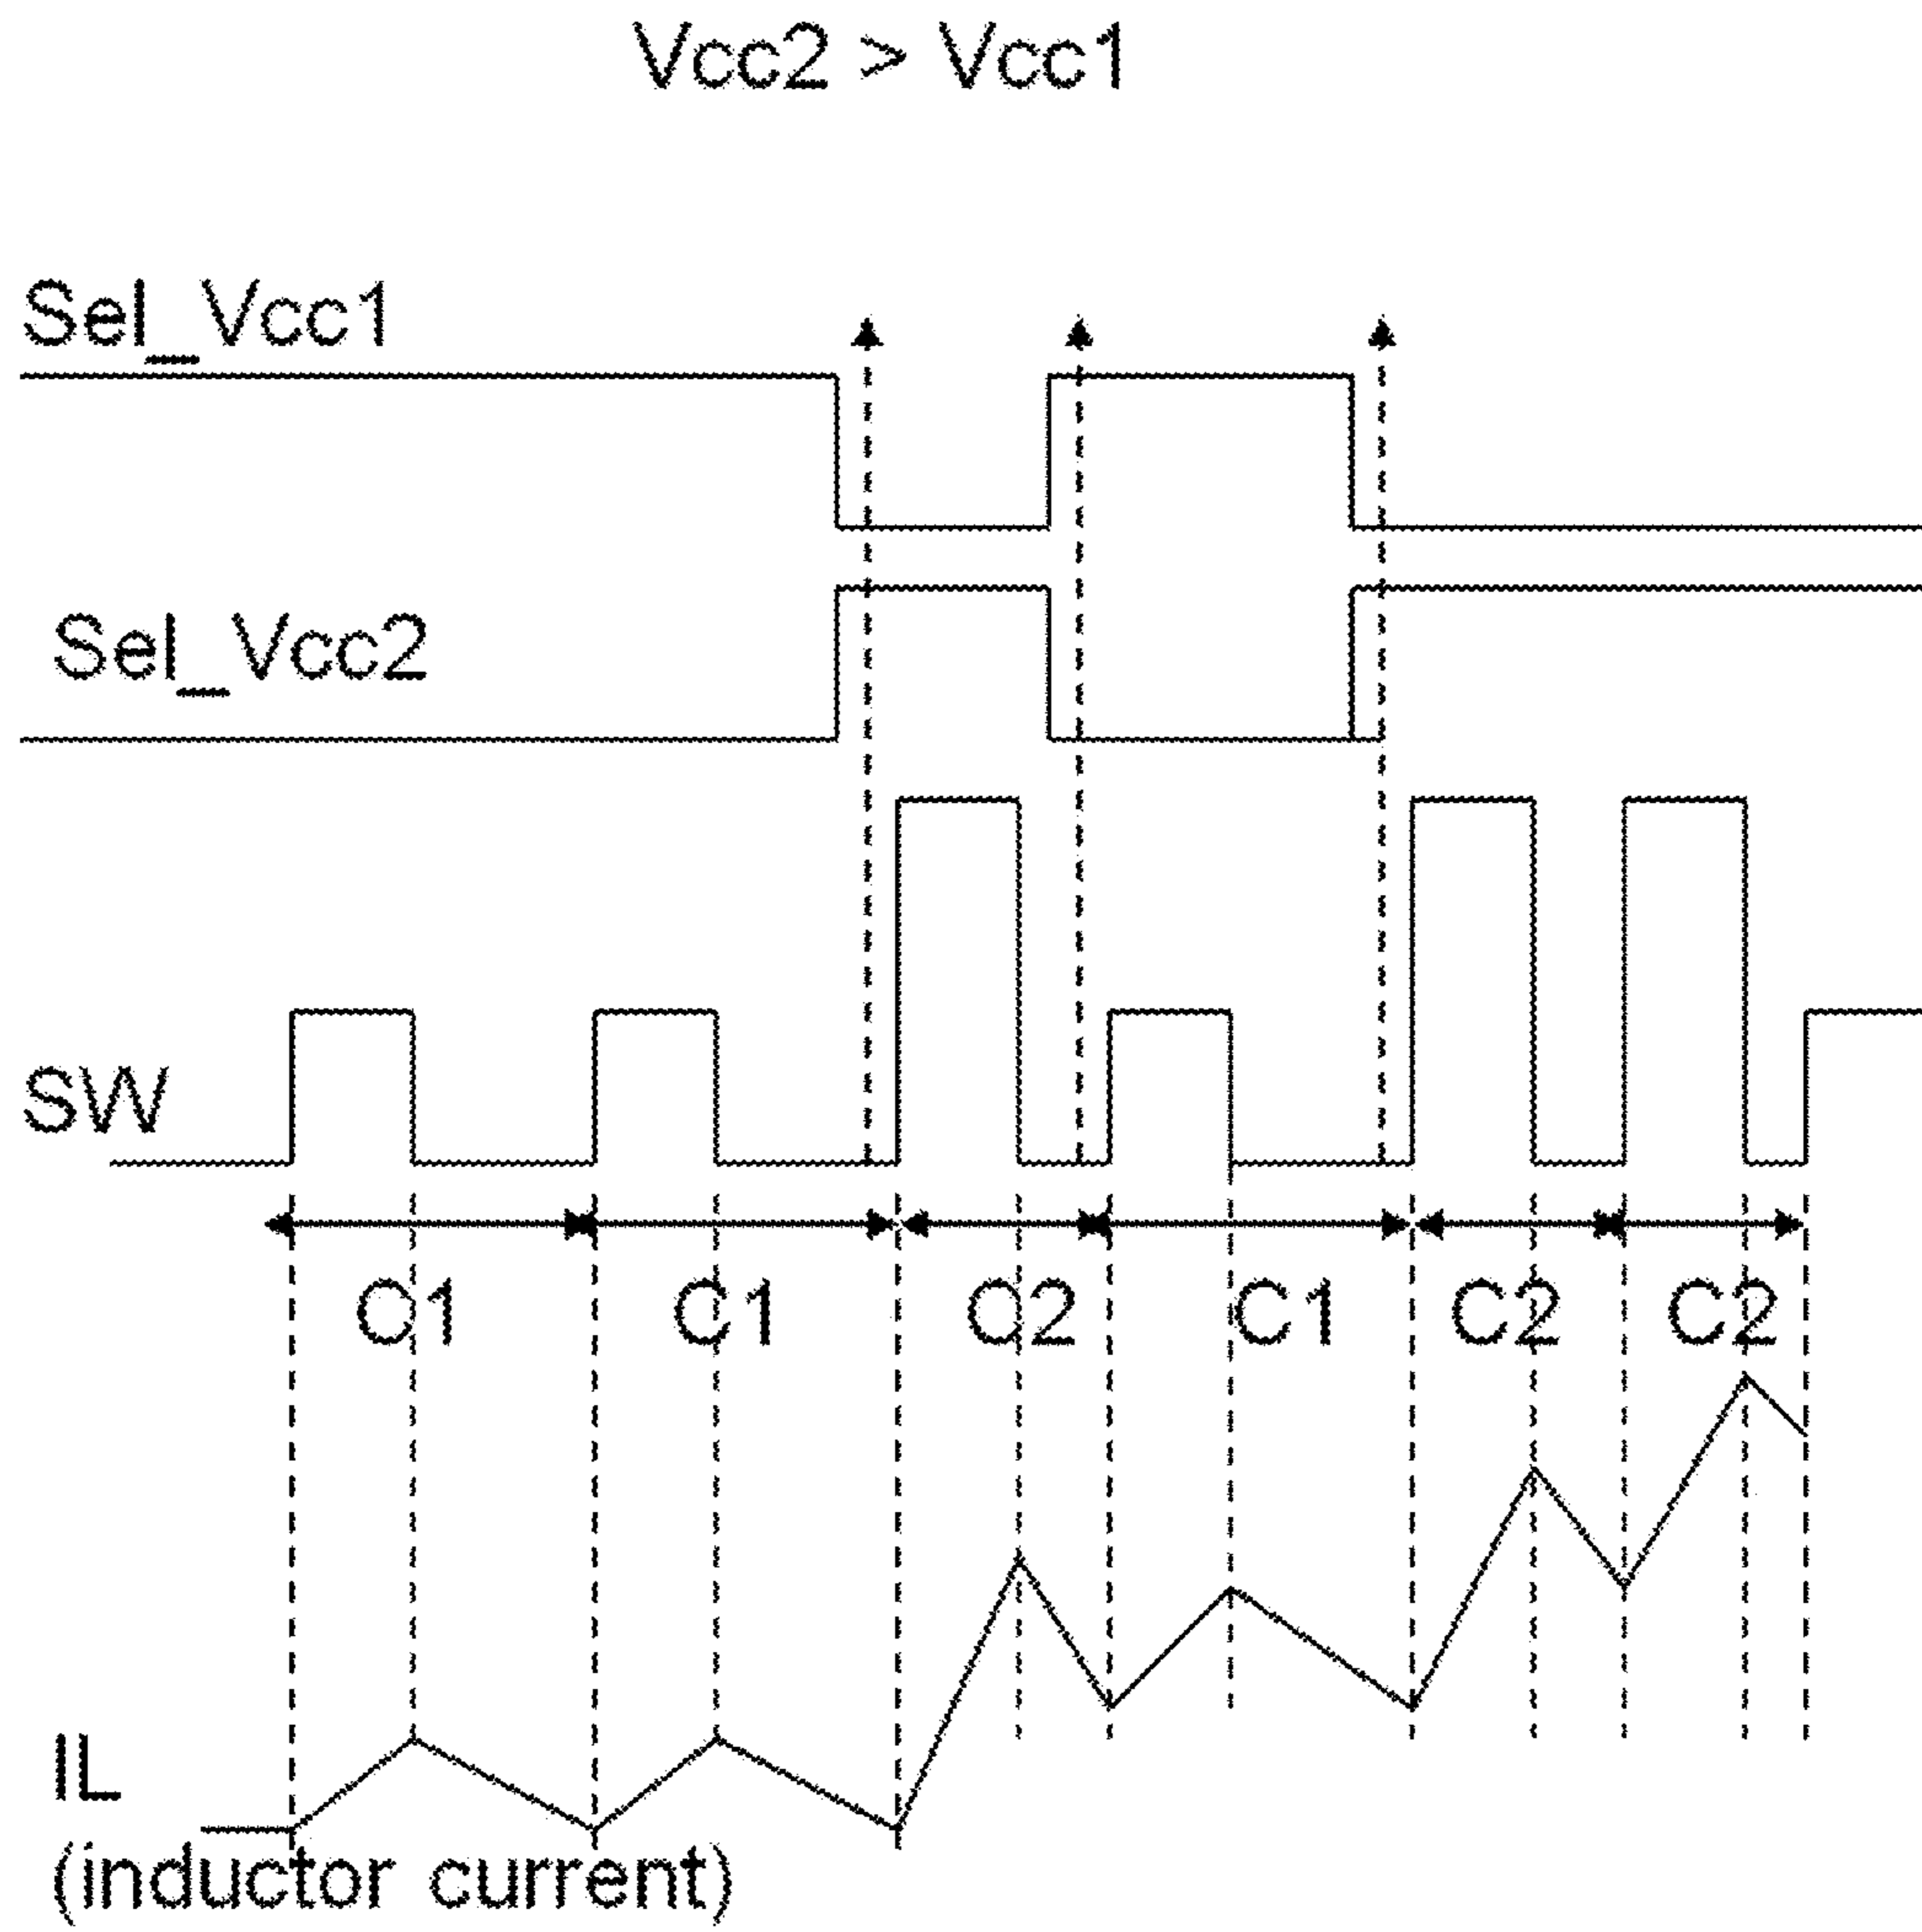 Vcc2 > Vcc1
Sel_Vcc1
Sel_Vcc2
SW
C1 C1 C2 C1 C2 C2
IL
(inductor current)